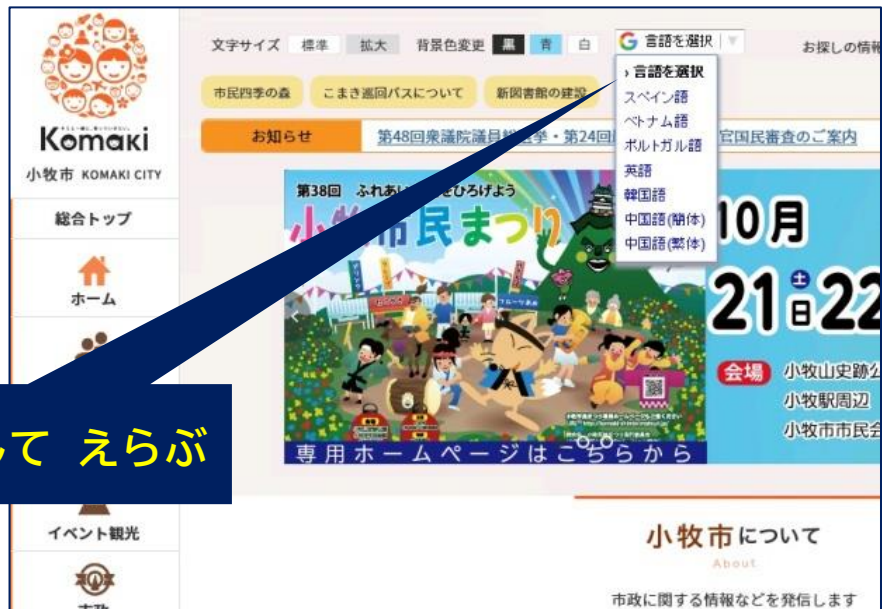 文字サイズ 標準 拡大 背景色変更 黒 青 白 G 言語を選択 ▼ お探しの情報
› 言語を選択
スペイン語
ベトナム語
ポルトガル語
英語
韓国語
中国語(簡体)
中国語(繁体)
市民四季の森 こまき巡回バスについて 新図書館の建設
お知らせ 第48回衆議院議員総選挙・第24回 官国民審査のご案内
Komaki
小牧市 KOMAKI CITY
総合トップ
ホーム
第38回 ふれあい ひろげよう
小牧市民まつり
10月
21土日22
会場 小牧山史跡公
小牧駅周辺
小牧市市民会
専用ホームページはこちらから
して えらぶ
イベント観光
市政
小牧市について
About
市政に関する情報などを発信します